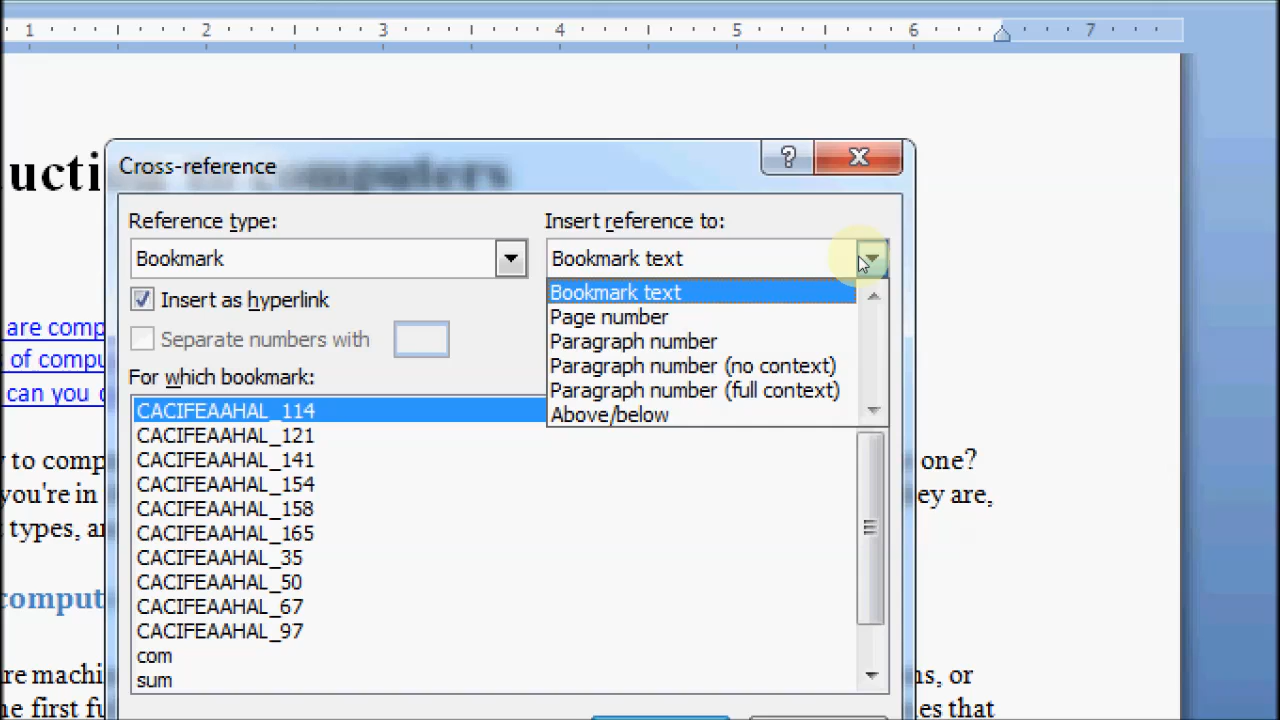 1 2 3 4 5 6 7
Cross-reference
ucti
computers
Reference type: Insert reference to:
Bookmark Bookmark text
Bookmark text
Insert as hyperlink
Page number
Separate numbers with
Paragraph number
Paragraph number (no context)
For which bookmark:
Paragraph number (full context)
Above/below
CACIFEAAHAL_114
CACIFEAAHAL_121
CACIFEAAHAL_141
CACIFEAAHAL_154
CACIFEAAHAL_158
CACIFEAAHAL_165
CACIFEAAHAL_35
CACIFEAAHAL_50
CACIFEAAHAL_67
CACIFEAAHAL_97
com
sum
are comp
s of compu
can you
y to comp one?
you're in ey are,
t types, ar
comput
re machi ns, or
he first fu es that